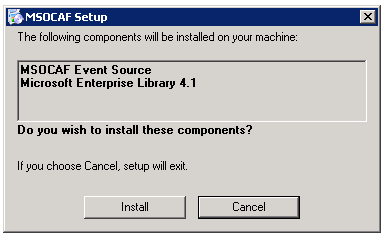 MSOCAF Setup
The following components will be installed on your machine:
MSOCAF Event Source
Microsoft Enterprise Library 4.1
Do you wish to install these components?
If you choose Cancel, setup will exit.
Install Cancel